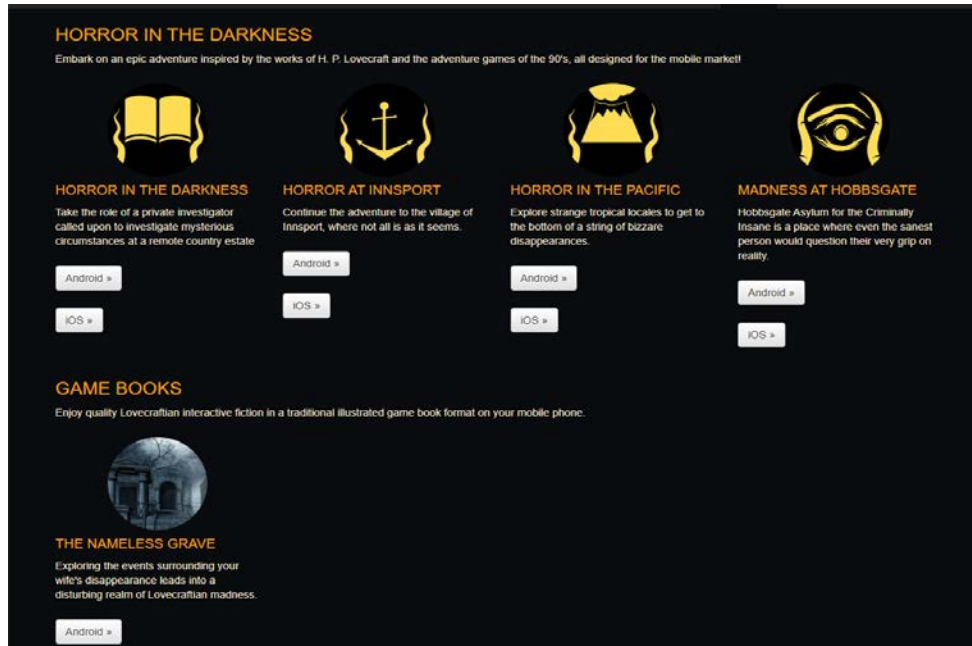 HORROR IN THE DARKNESS
Embark on an epic adventure inspired by the works of H. P. Lovecraft and the adventure games of the 90's, all designed for the mobile market!
HORROR IN THE DARKNESS
Take the role of a private investigator
called upon to investigate mysterious
circumstances at a remote country estate
Android »
iOS »
HORROR AT INNSPORT
Continue the adventure to the village of
Innsport, where not all is as it seems.
Android »
iOS »
HORROR IN THE PACIFIC
Explore strange tropical locales to get to
the bottom of a string of bizzare
disappearances.
Android »
iOS »
MADNESS AT HOBBSGATE
Hobbsgate Asylum for the Criminally
Insane is a place where even the sanest
person would question their very grip on
reality.
Android »
iOS »
GAME BOOKS
Enjoy quality Lovecraftian interactive fiction in a traditional illustrated game book format on your mobile phone.
THE NAMELESS GRAVE
Exploring the events surrounding your
wife's disappearance leads into a
disturbing realm of Lovecraftian madness.
Android »